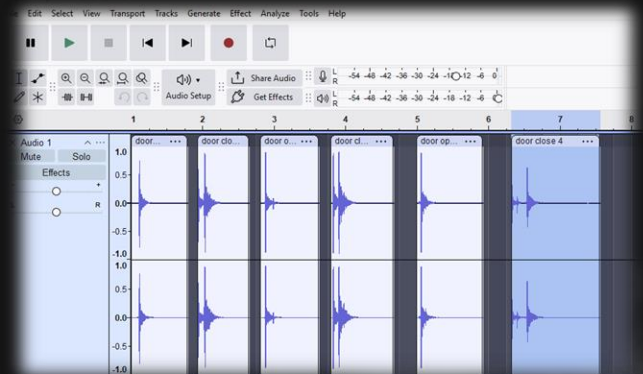 Edit Select View Transport Tracks Generate Effect Analyze Tools Help
L R -54 -48 -42 -36 -30 -24 -18 -12 -6 0
Share Audio
Audio Setup
Get Effects
L R -54 -48 -42 -36 -30 -24 -18 -12 -6
1 2 3 4 5 6 7 8
Audio 1
door... door clo... door o... door cl... door op... door close 4
Mute Solo
Effects
- +
R
1.0
0.5-
0.0-
-0.5-
-1.0
1.0
0.5-
0.0-
-0.5-
-1.0